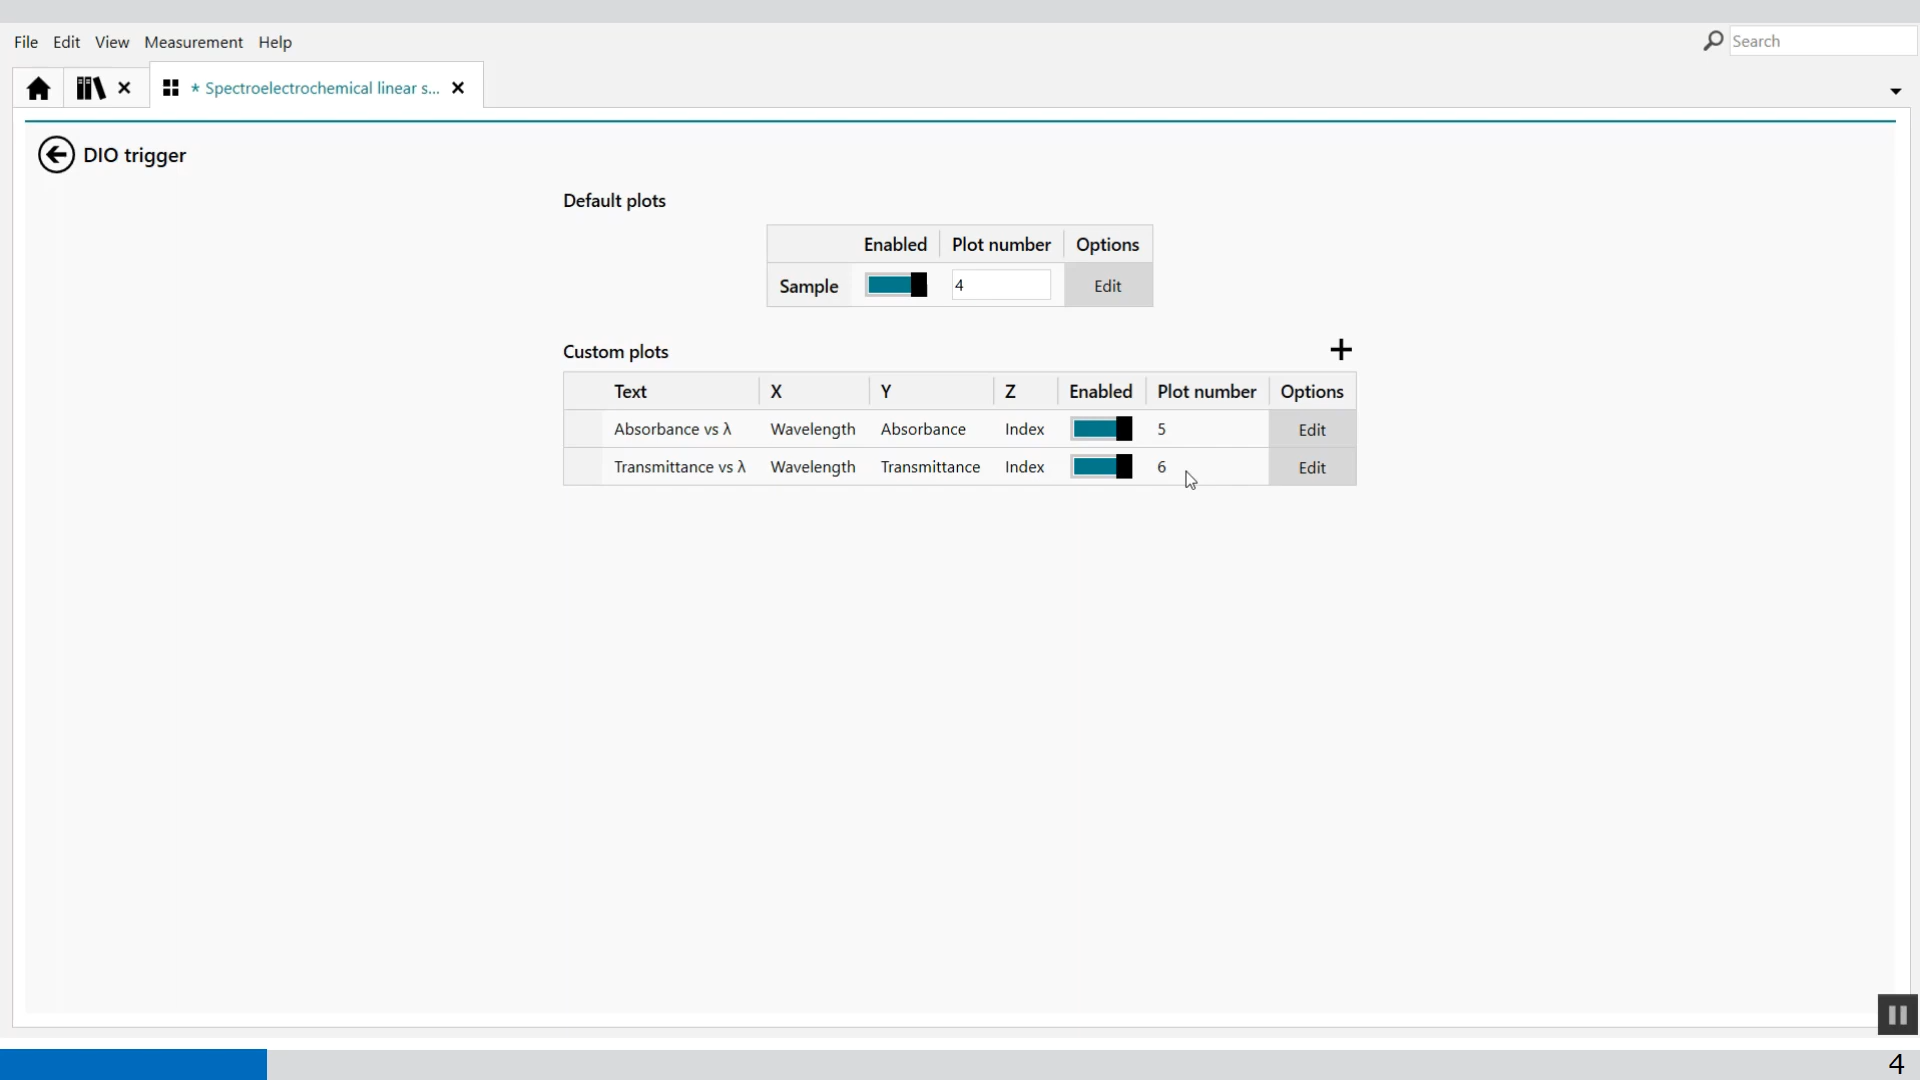 File Edit View Measurement Help
Search
* Spectroelectrochemical linear s...
DIO trigger
Default plots
Enabled Plot number Options
Sample 4 Edit
Custom plots
Text X Y Z Enabled Plot number Options
Absorbance vs λ Wavelength Absorbance Index 5 Edit
Transmittance vs λ Wavelength Transmittance Index 6 Edit
4